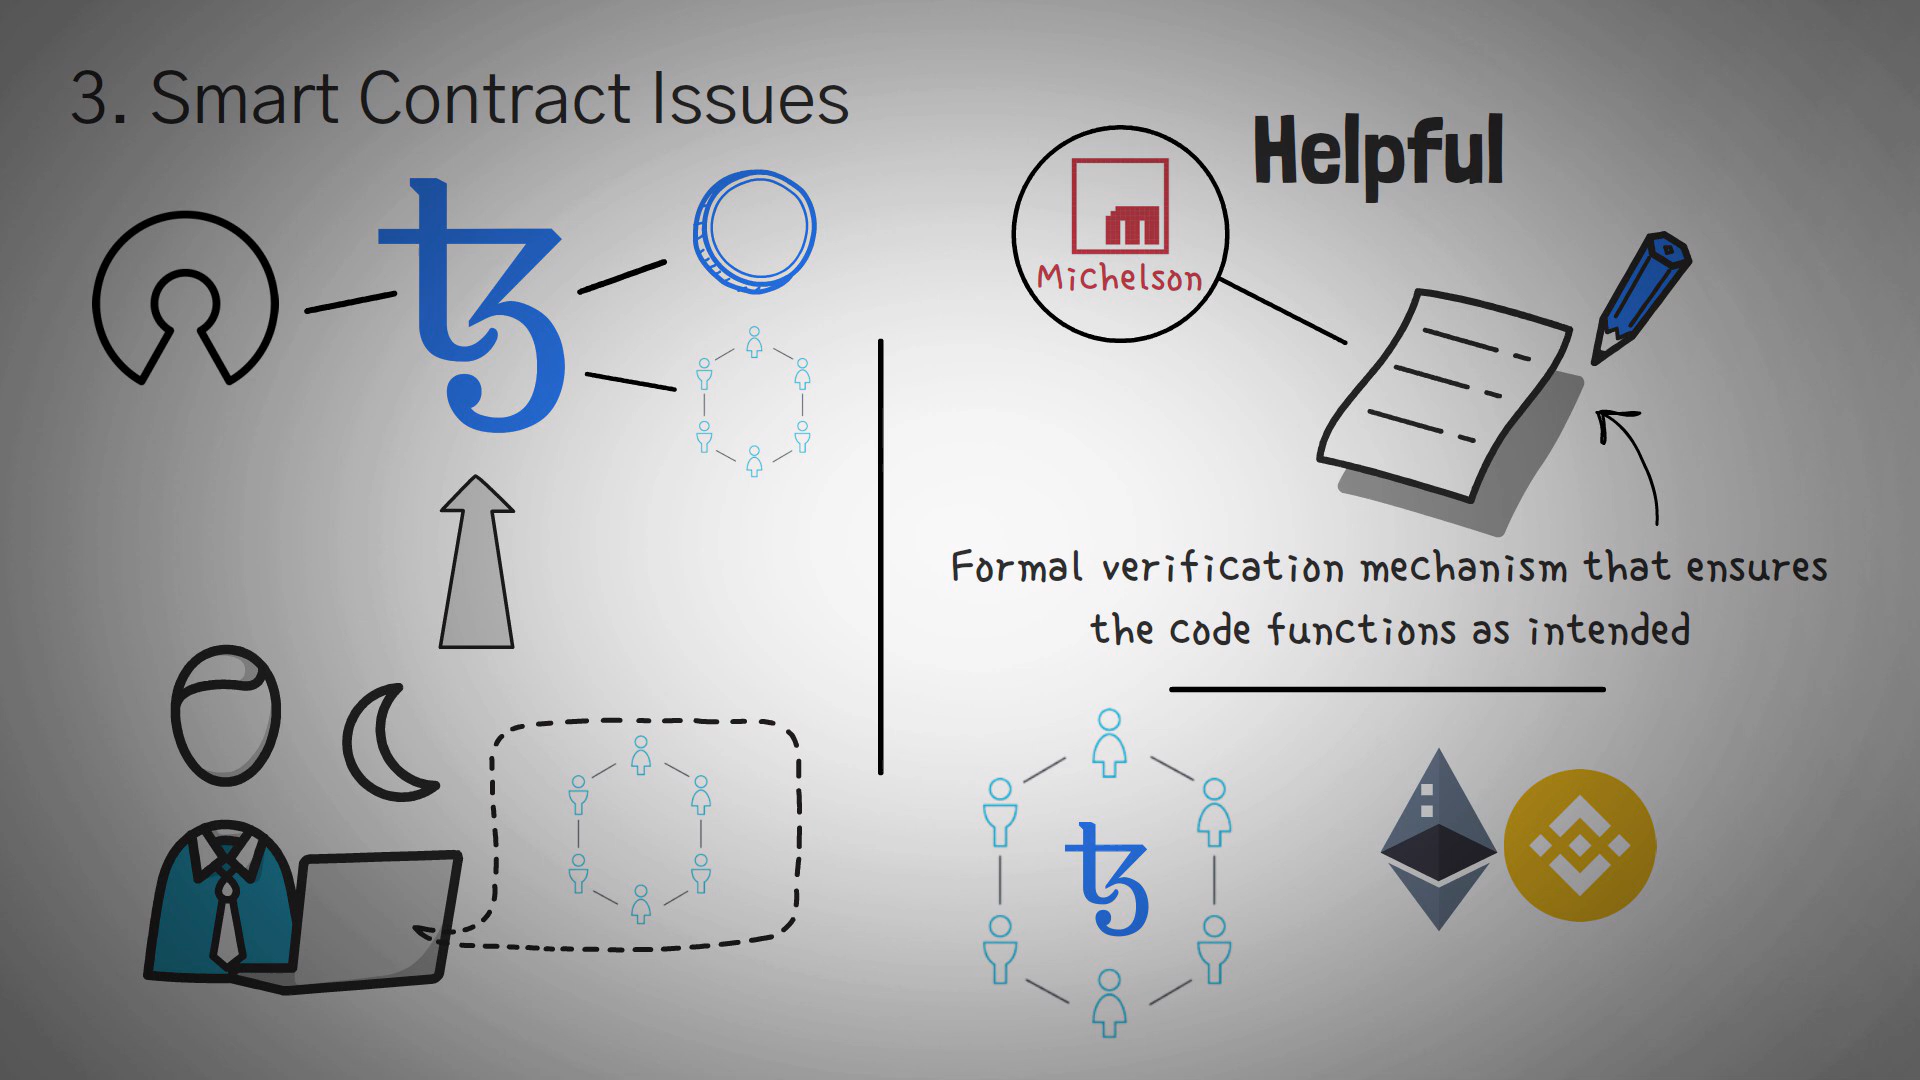 3. Smart Contract Issues
Helpful
Michelson
Formal verification mechanism that ensures
the code functions as intended